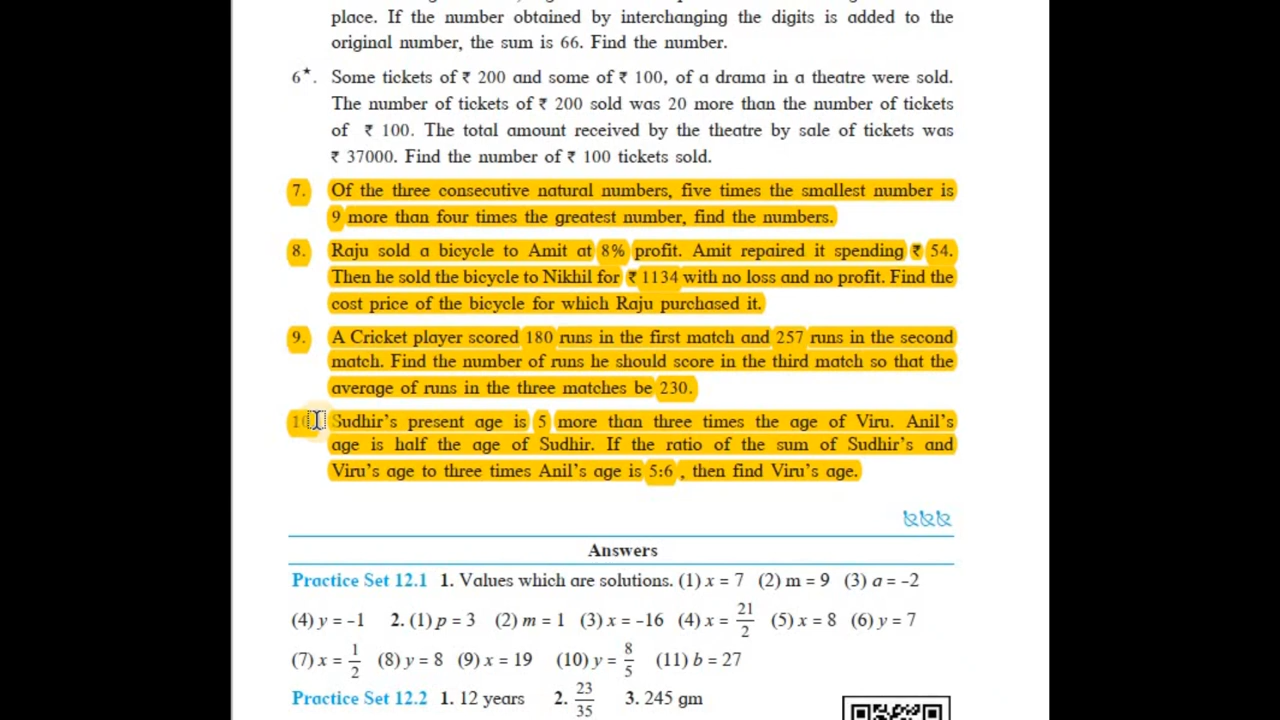 place. If the number obtained by interchanging the digits is added to the
original number, the sum is 66. Find the number.
6★. Some tickets of ₹ 200 and some of ₹ 100, of a drama in a theatre were sold.
The number of tickets of ₹ 200 sold was 20 more than the number of tickets
of ₹ 100. The total amount received by the theatre by sale of tickets was
₹ 37000. Find the number of ₹ 100 tickets sold.
7. Of the three consecutive natural numbers, five times the smallest number is
9 more than four times the greatest number, find the numbers.
8. Raju sold a bicycle to Amit at 8% profit. Amit repaired it spending ₹ 54.
Then he sold the bicycle to Nikhil for ₹ 1134 with no loss and no profit. Find the
cost price of the bicycle for which Raju purchased it.
9. A Cricket player scored 180 runs in the first match and 257 runs in the second
match. Find the number of runs he should score in the third match so that the
average of runs in the three matches be 230.
10. Sudhir's present age is 5 more than three times the age of Viru. Anil's
age is half the age of Sudhir. If the ratio of the sum of Sudhir's and
Viru's age to three times Anil's age is 5:6 , then find Viru's age.
Answers
Practice Set 12.1 1. Values which are solutions. (1) x = 7 (2) m = 9 (3) a = -2
(4) y = -1 2. (1) p = 3 (2) m = 1 (3) x = -16 (4) x = 21/2 (5) x = 8 (6) y = 7
(7) x = 1/2 (8) y = 8 (9) x = 19 (10) y = 8/5 (11) b = 27
Practice Set 12.2 1. 12 years 2. 23/35 3. 245 gm